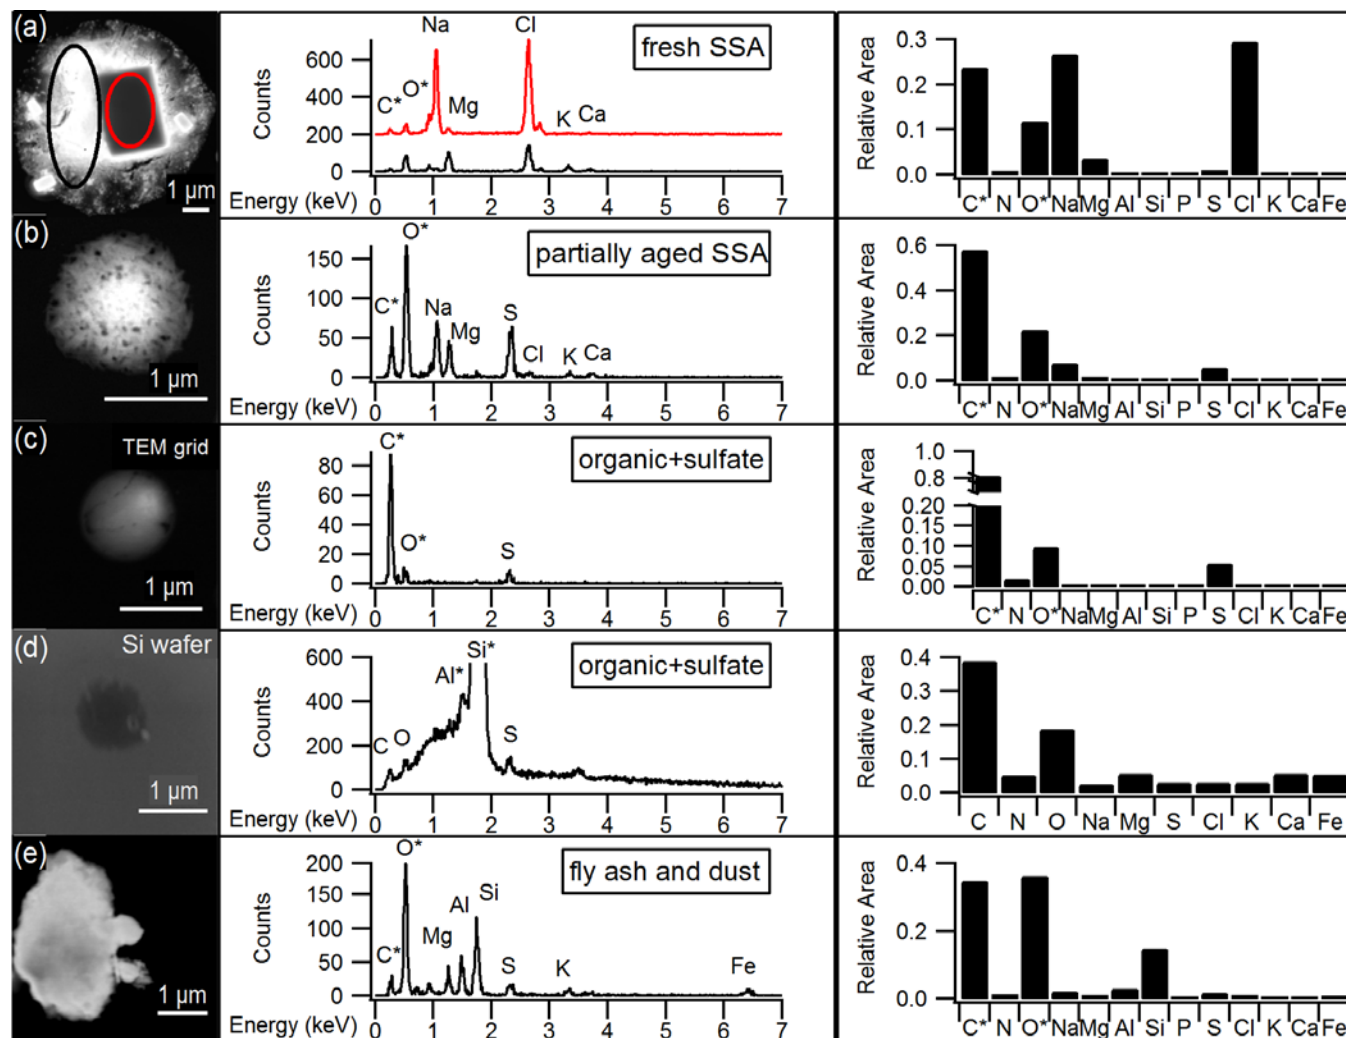 (a)
1 µm
Na
Cl
fresh SSA
600
400
200
0
Counts
C*
O*
Mg
K
Ca
Energy (keV)
0 1 2 3 4 5 6 7
0.3
0.2
0.1
0.0
Relative Area
C* N O* Na Mg Al Si P S Cl K Ca Fe
(b)
1 µm
O*
partially aged SSA
150
100
50
0
Counts
C*
Na
Mg
S
Cl
K
Ca
Energy (keV)
0 1 2 3 4 5 6 7
0.6
0.4
0.2
0.0
Relative Area
C* N O* Na Mg Al Si P S Cl K Ca Fe
(c)
TEM grid
1 µm
C*
organic+sulfate
80
60
40
20
0
Counts
O*
S
Energy (keV)
0 1 2 3 4 5 6 7
1.0
0.8
0.20
0.15
0.10
0.05
0.00
Relative Area
C* N O* Na Mg Al Si P S Cl K Ca Fe
(d)
Si wafer
1 µm
Si*
organic+sulfate
600
400
200
0
Counts
Al*
C
O
S
Energy (keV)
0 1 2 3 4 5 6 7
0.4
0.3
0.2
0.1
0.0
Relative Area
C N O Na Mg S Cl K Ca Fe
(e)
1 µm
O*
fly ash and dust
200
150
100
50
0
Counts
C*
Mg
Al
Si
S
K
Fe
Energy (keV)
0 1 2 3 4 5 6 7
0.4
0.2
0.0
Relative Area
C* N O* Na Mg Al Si P S Cl K Ca Fe